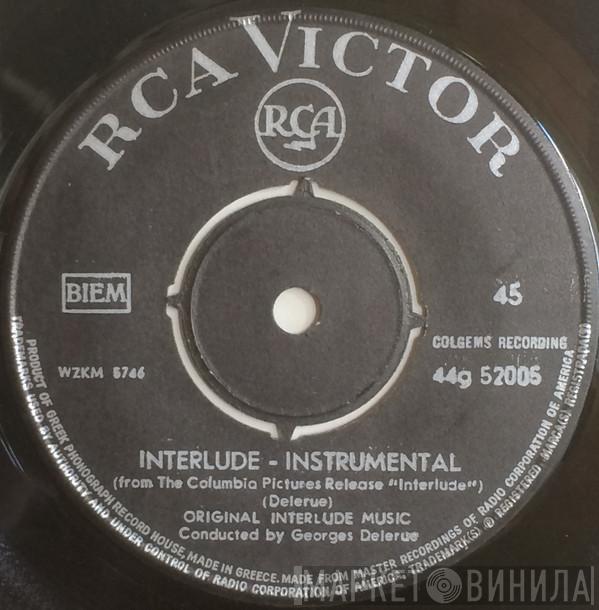 RCA VICTOR
RCA
BIEM
45
COLGEMS RECORDING
WZKM 5746
44g 52005
INTERLUDE - INSTRUMENTAL
(from The Columbia Pictures Release "Interlude")
(Delerue)
ORIGINAL INTERLUDE MUSIC
Conducted by Georges Delerue
PRODUCT OF GREEK PHONOGRAPH RECORD HOUSE, MADE IN GREECE. MADE FROM MASTER RECORDINGS OF RADIO CORPORATION OF AMERICA
TRADEMARKS USED BY AUTHORITY AND UNDER CONTROL OF RADIO CORPORATION OF AMERICA, TRADEMARK(S) ® REGISTERED MARCA(S) REGISTRADA(S)
МАРКЕТ ВИНИЛА